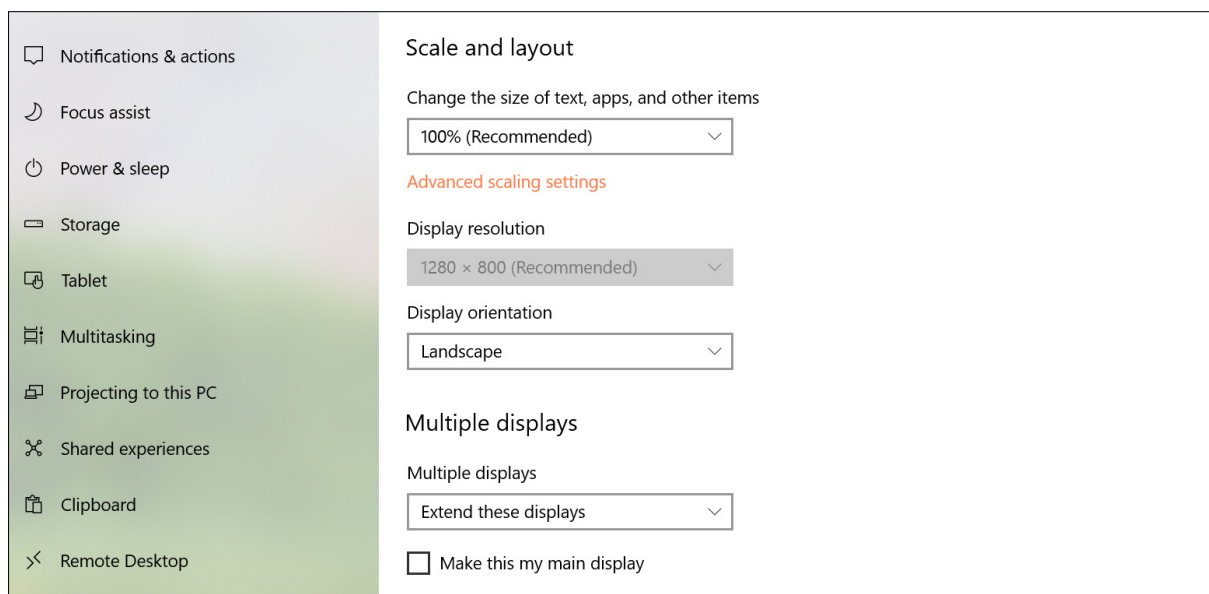 Notifications & actions
Focus assist
Power & sleep
Storage
Tablet
Multitasking
Projecting to this PC
Shared experiences
Clipboard
Remote Desktop
Scale and layout
Change the size of text, apps, and other items
100% (Recommended)
Advanced scaling settings
Display resolution
1280 × 800 (Recommended)
Display orientation
Landscape
Multiple displays
Multiple displays
Extend these displays
Make this my main display